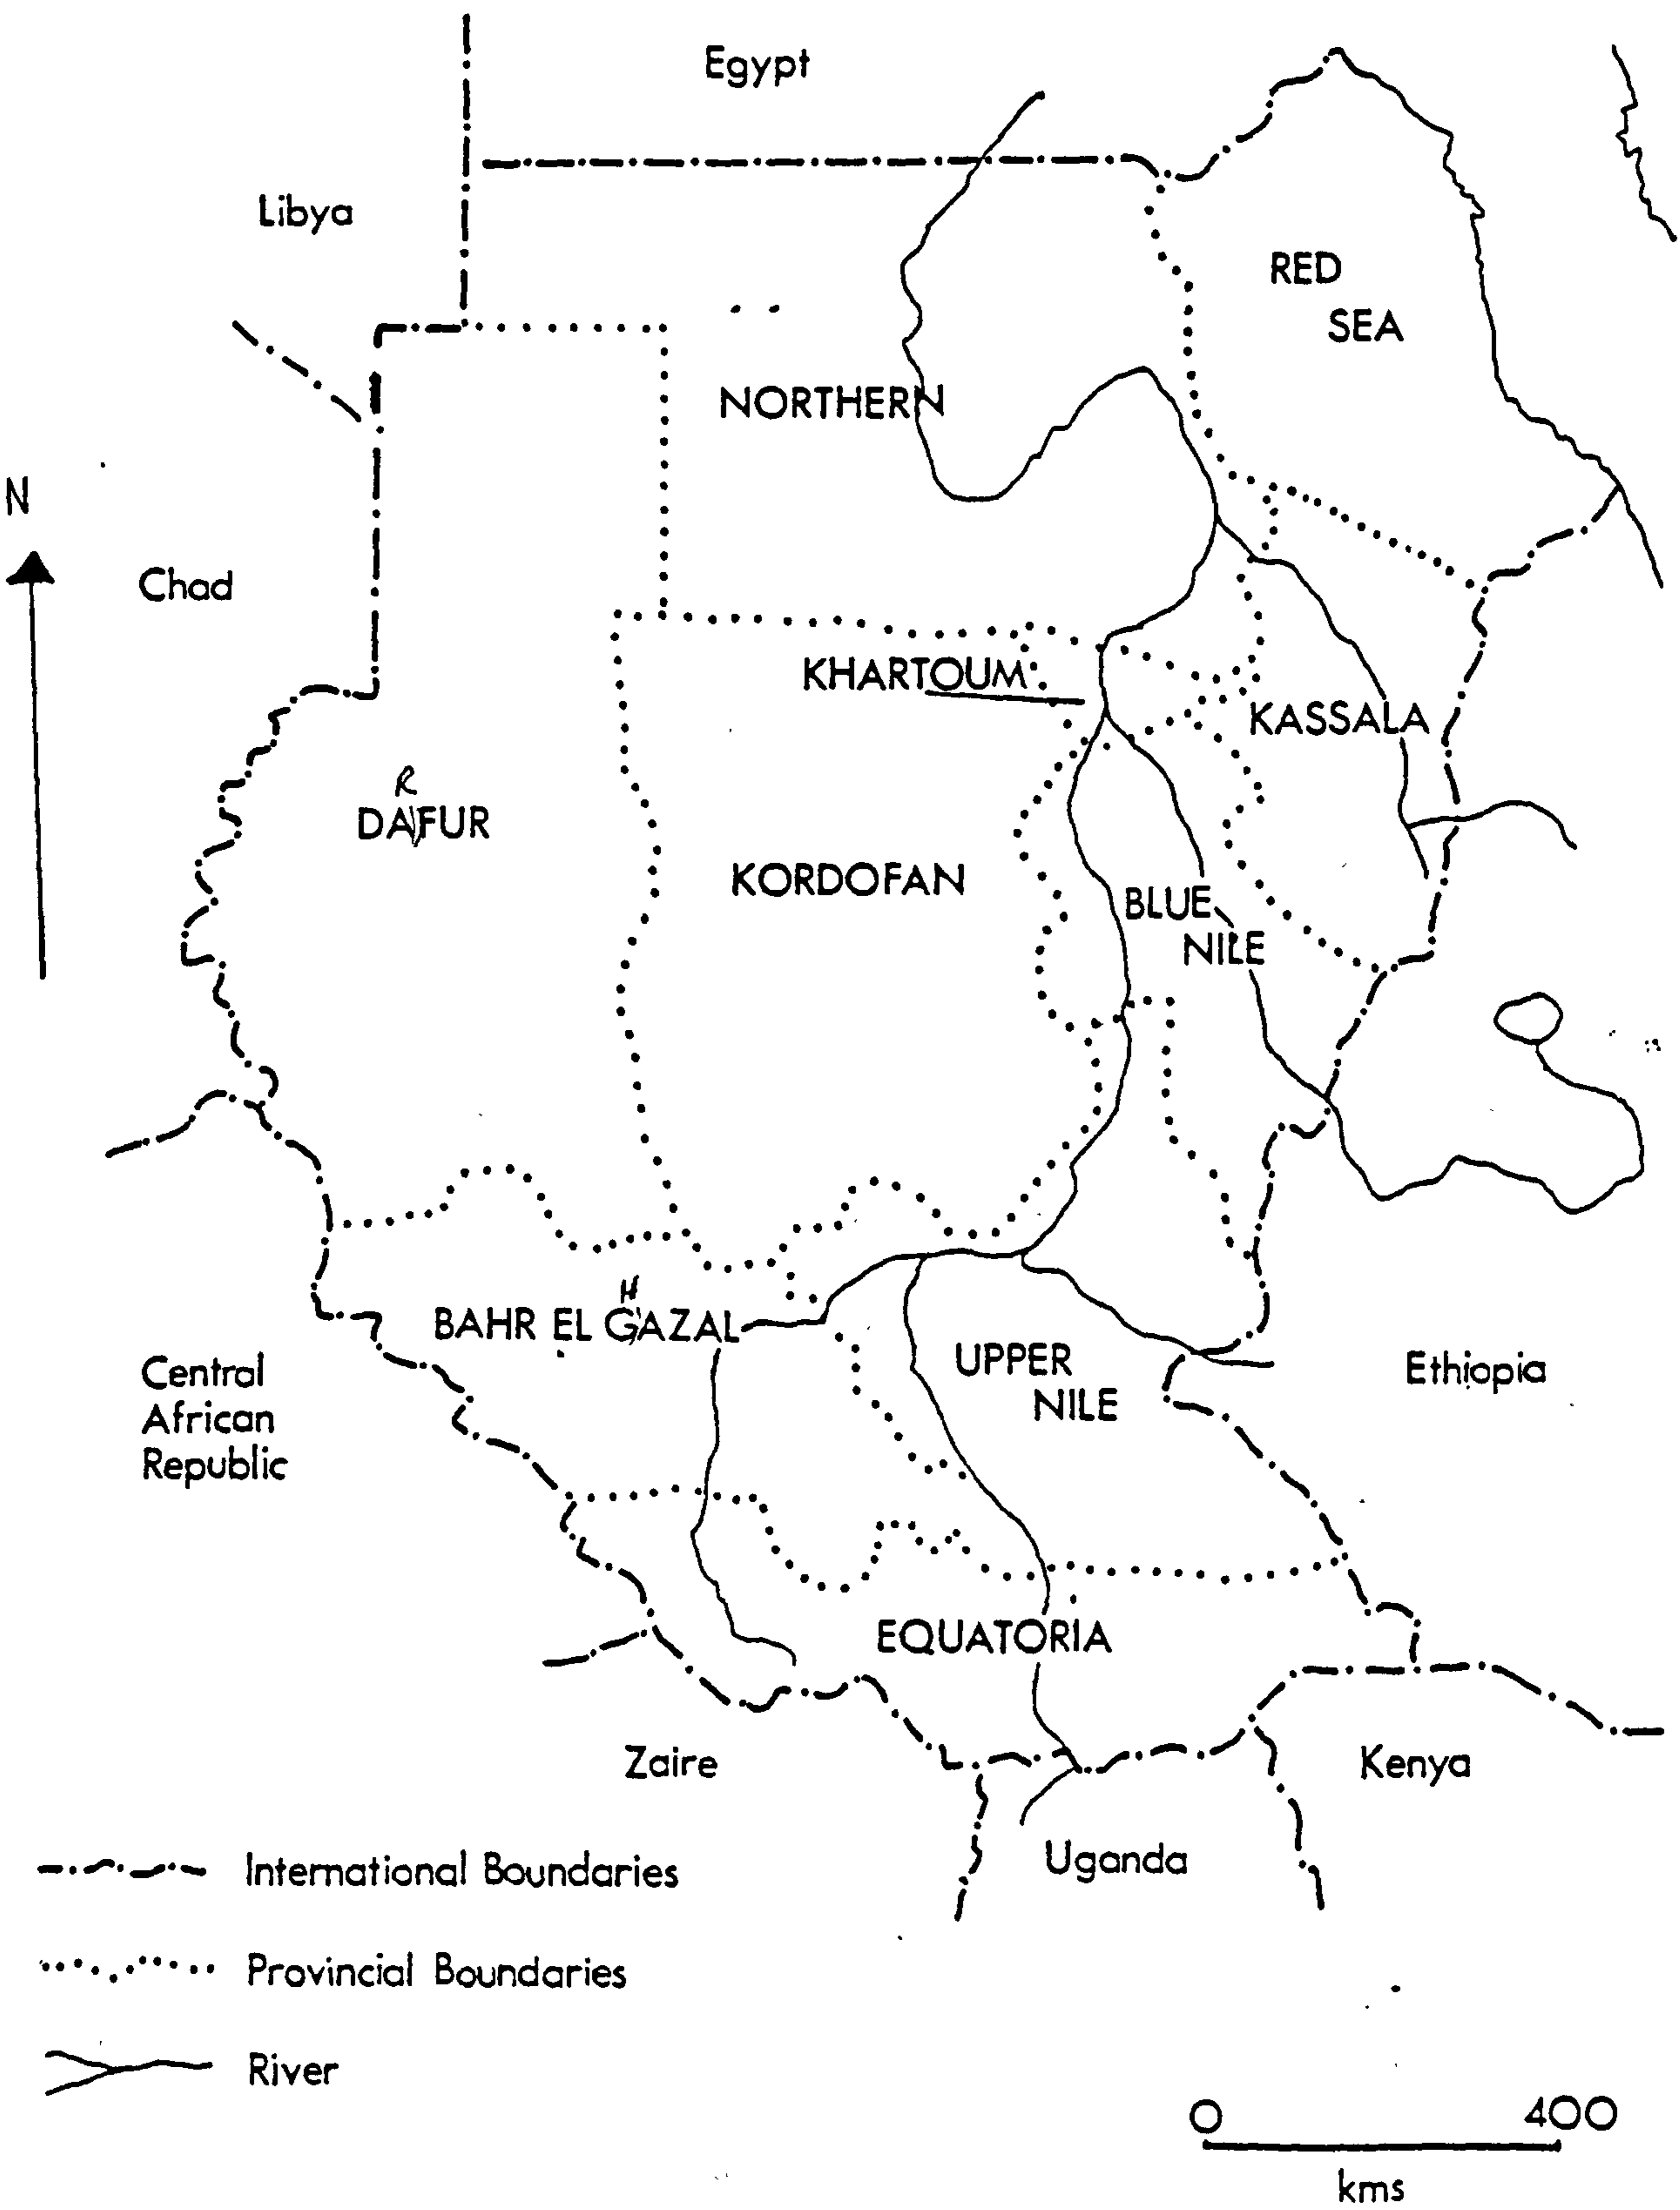 Egypt
Libya
RED
SEA
NORTHERN
N
Chad
KHARTOUM
KASSALA
R
DAFUR
KORDOFAN
BLUE
NILE
H
BAHR EL GAZAL
UPPER
NILE
Ethiopia
Central
African
Republic
EQUATORIA
Zaire
Kenya
Uganda
International Boundaries
Provincial Boundaries
River
0 400
kms